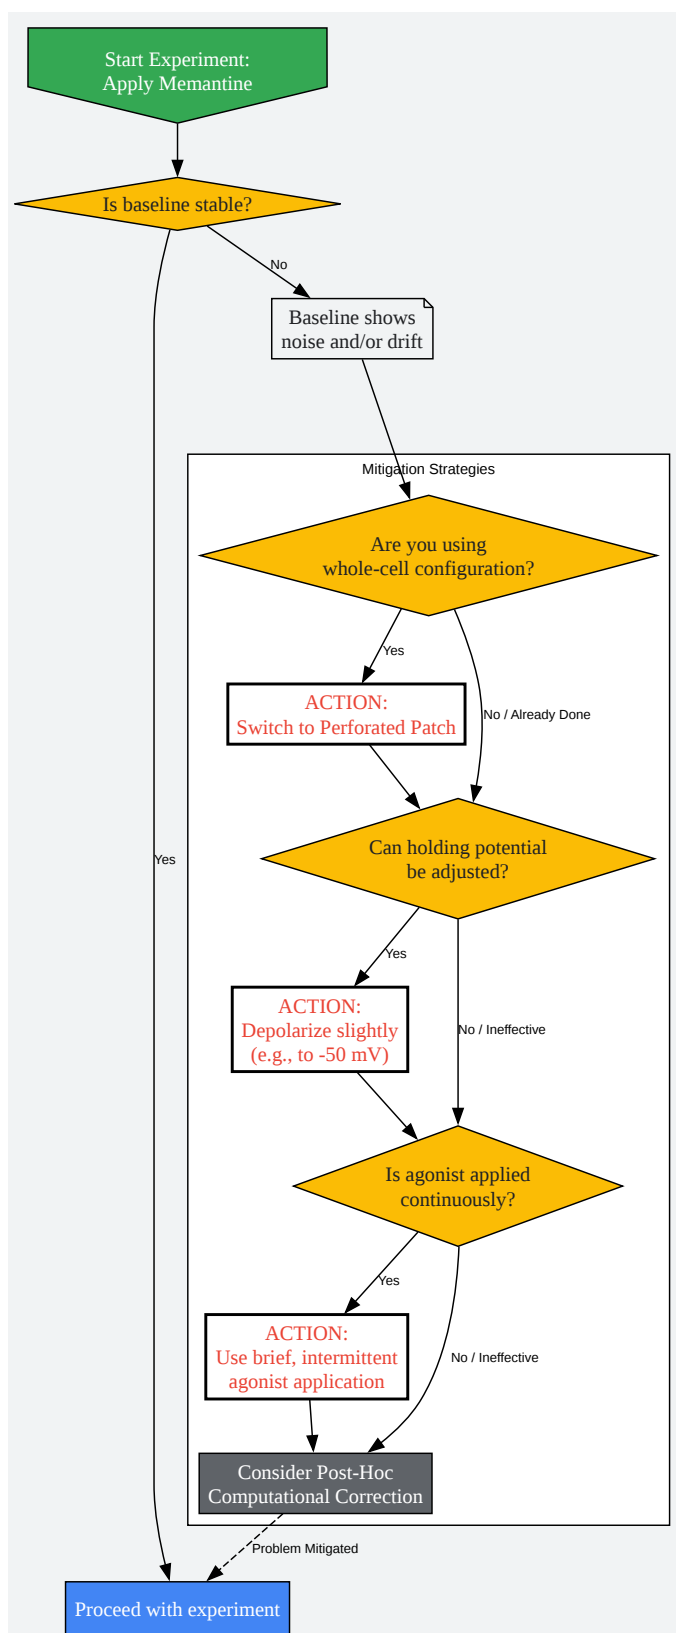 Start Experiment:
Apply Memantine
Is baseline stable?
No
Baseline shows
noise and/or drift
Mitigation Strategies
Are you using
whole-cell configuration?
Yes
ACTION:
Switch to Perforated Patch
No / Already Done
Can holding potential
be adjusted?
Yes
Yes
ACTION:
Depolarize slightly
(e.g., to -50 mV)
No / Ineffective
Is agonist applied
continuously?
Yes
ACTION:
Use brief, intermittent
agonist application
No / Ineffective
Consider Post-Hoc
Computational Correction
Problem Mitigated
Proceed with experiment